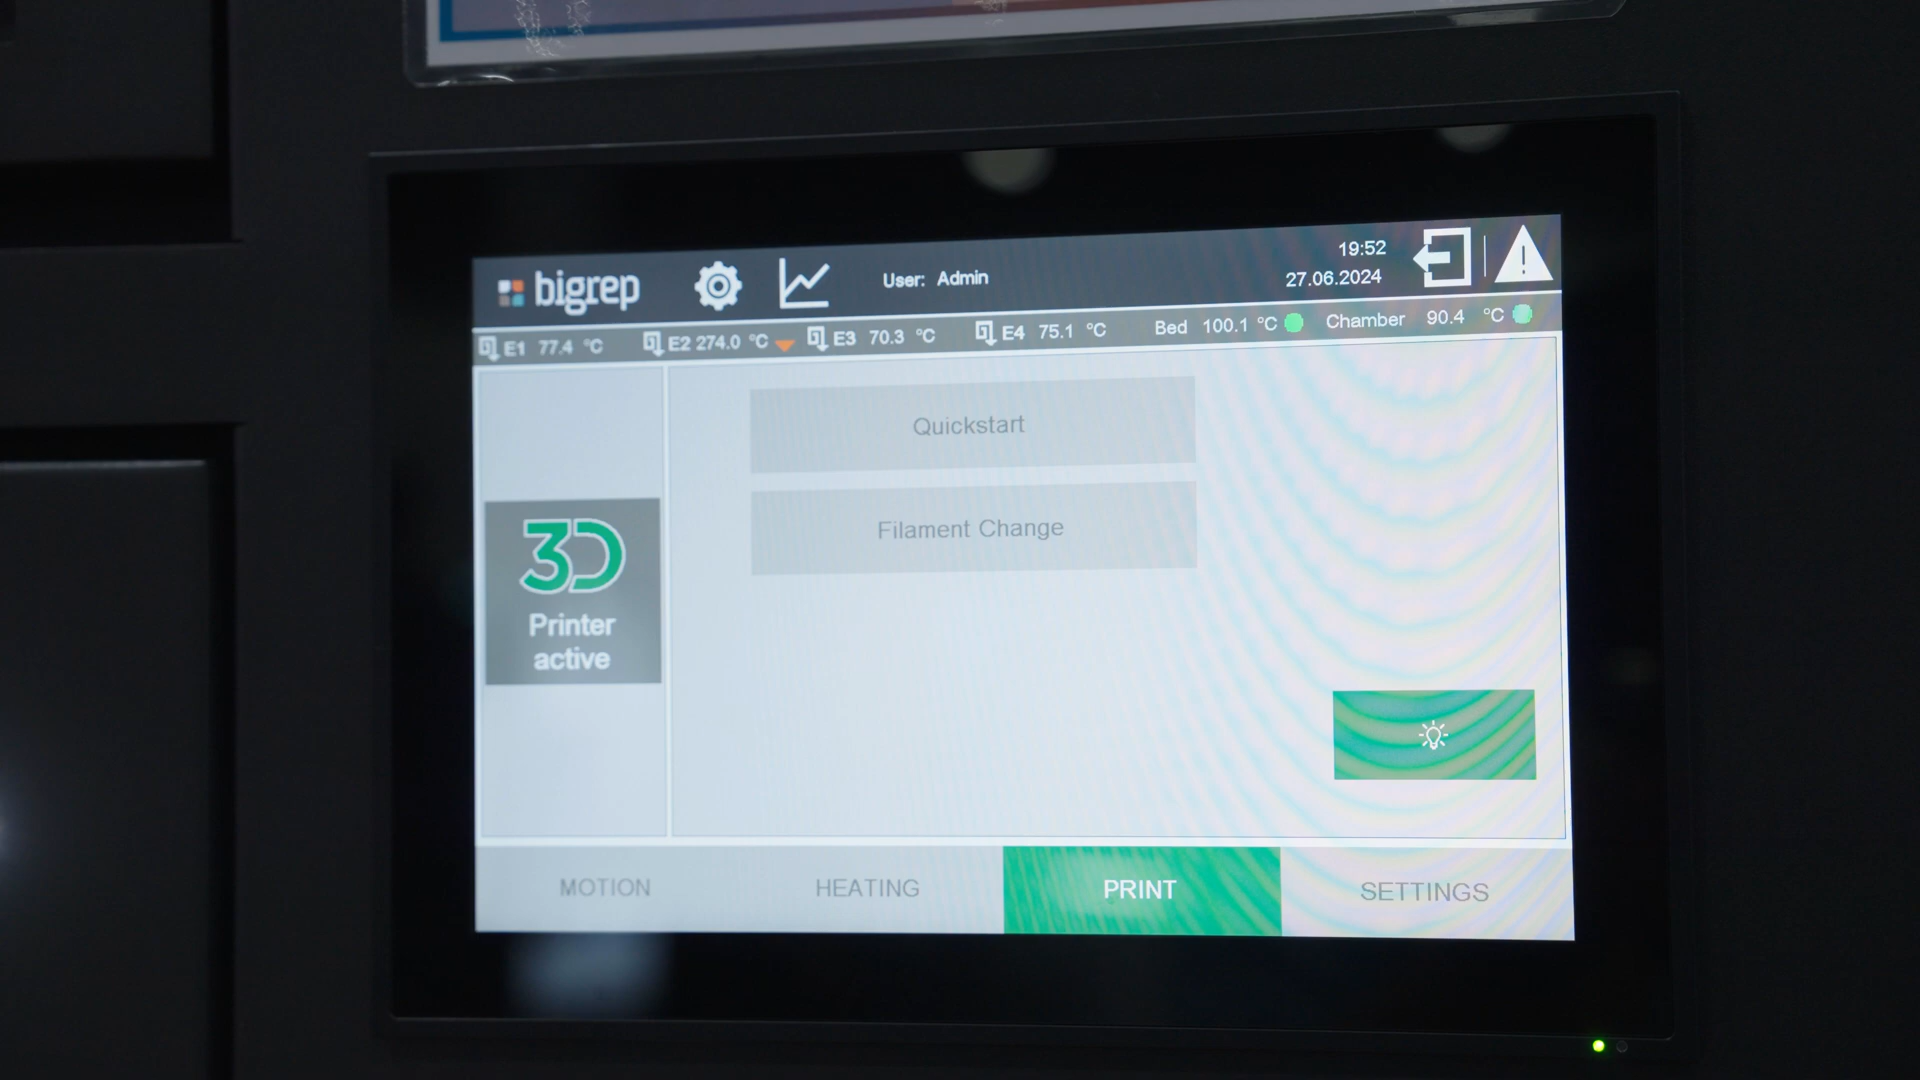 bigrep
User: Admin
19:52
27.06.2024
E1 77.4 °C
E2 274.0 °C
E3 70.3 °C
E4 75.1 °C
Bed 100.1 °C
Chamber 90.4 °C
Quickstart
Filament Change
3D
Printer
active
MOTION
HEATING
PRINT
SETTINGS